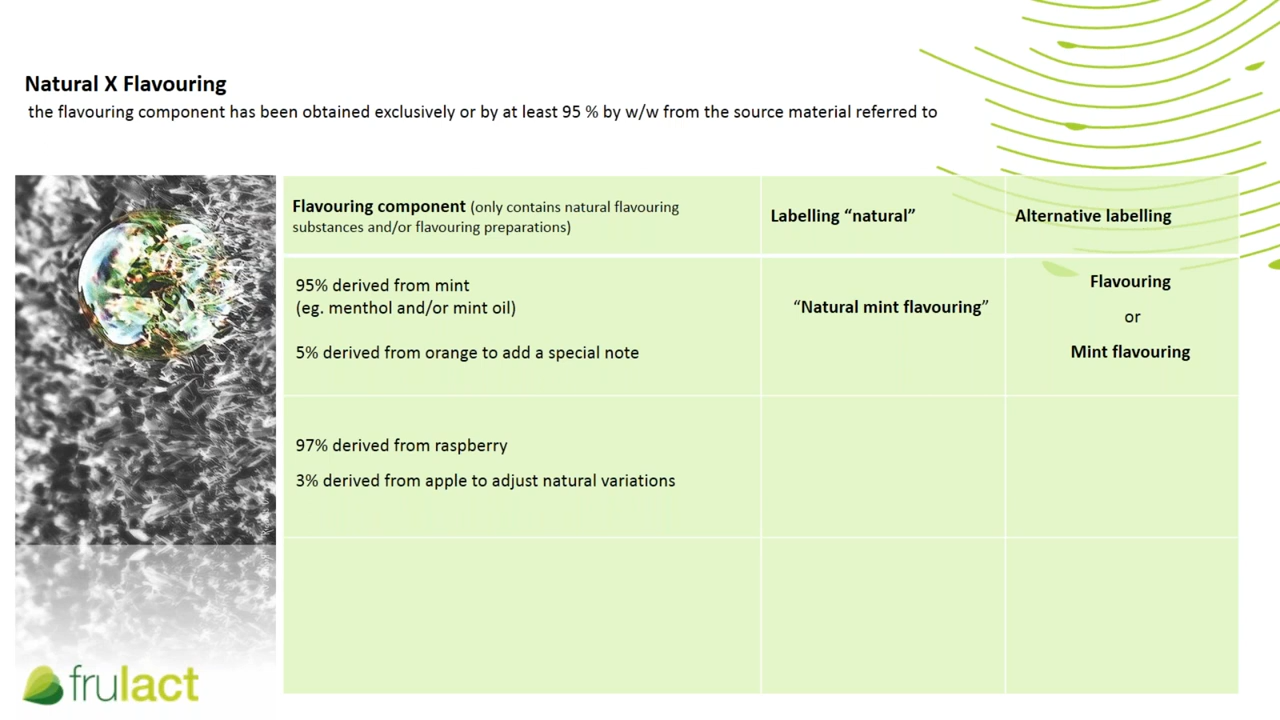 Natural X Flavouring
the flavouring component has been obtained exclusively or by at least 95 % by w/w from the source material referred to
Flavouring component (only contains natural flavouring
substances and/or flavouring preparations)
Labelling “natural”
Alternative labelling
95% derived from mint
(eg. menthol and/or mint oil)
5% derived from orange to add a special note
“Natural mint flavouring”
Flavouring
or
Mint flavouring
97% derived from raspberry
3% derived from apple to adjust natural variations
frulact